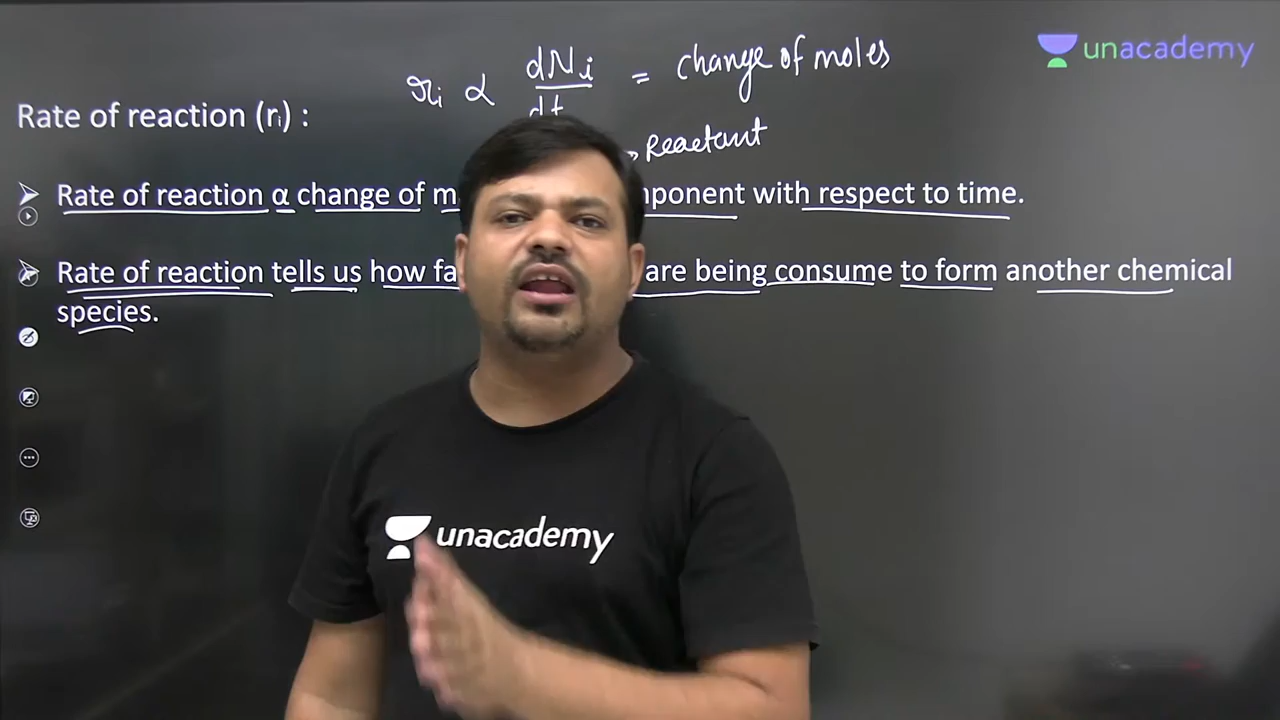 unacademy
rᵢ α dNᵢ = change of moles
dt
Rate of reaction (rᵢ) :
Reactant
Rate of reaction α change of m mponent with respect to time.
Rate of reaction tells us how fa are being consume to form another chemical
species.
unacademy